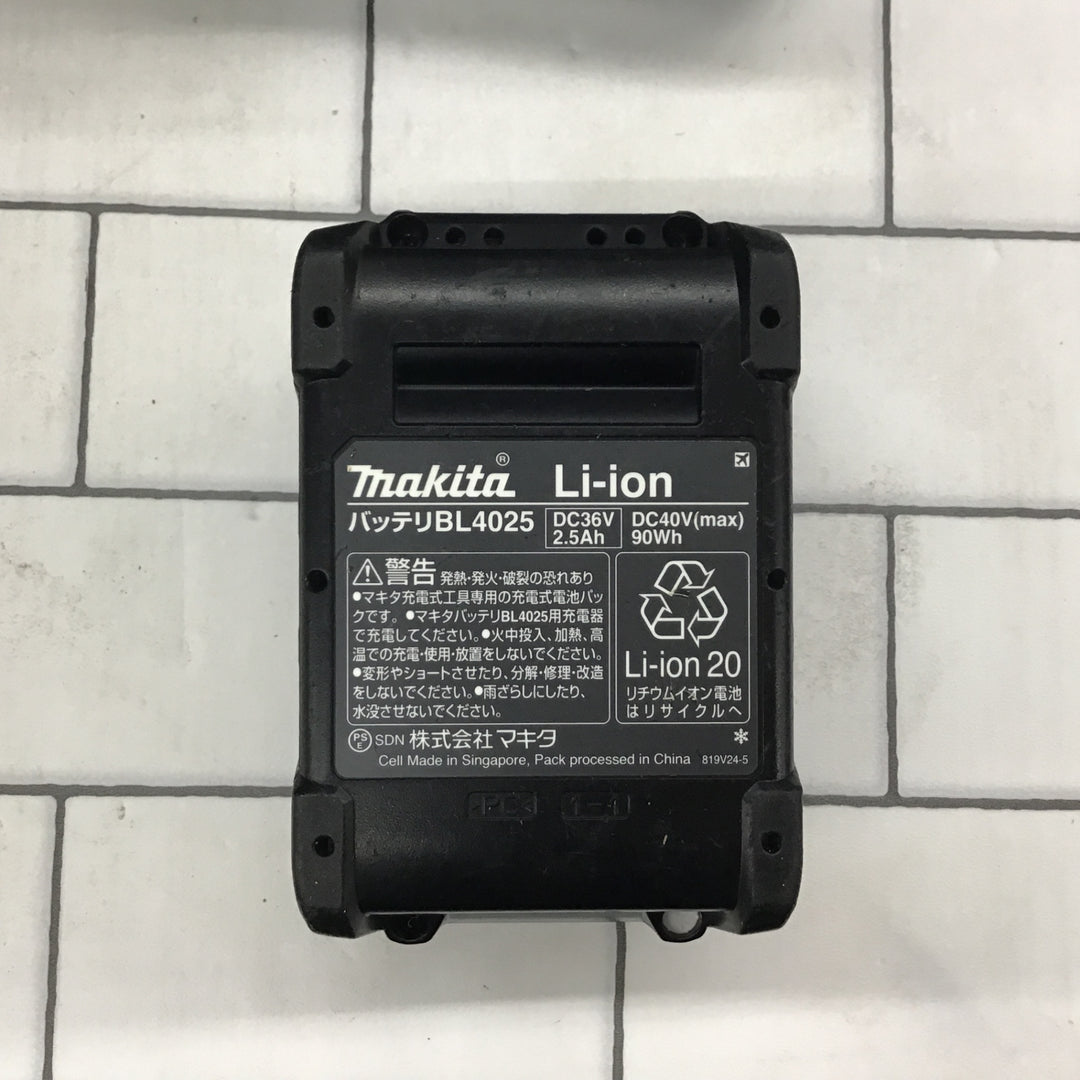 makita® Li-ion
バッテリBL4025 DC36V 2.5Ah DC40V(max) 90Wh
警告 発熱・発火・破裂の恐れあり
●マキタ充電式工具専用の充電式電池パッ
クです。●マキタバッテリBL4025用充電器
で充電してください。●火中投入、加熱、高
温での充電・使用・放置をしないでください。
●変形やショートさせたり、分解・修理・改造
をしないでください。●雨ざらしにしたり、
水没させないでください。
Li-ion 20
リチウムイオン電池
はリサイクルへ
PSE SDN 株式会社マキタ
Cell Made in Singapore, Pack processed in China 819V24-5
>PC< 1-1